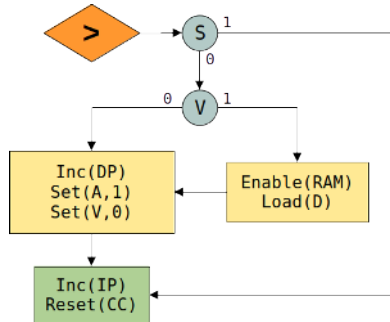 > S 1
0
0 V 1
Inc(DP)
Set(A,1)
Set(V,0)
Enable(RAM)
Load(D)
Inc(IP)
Reset(CC)